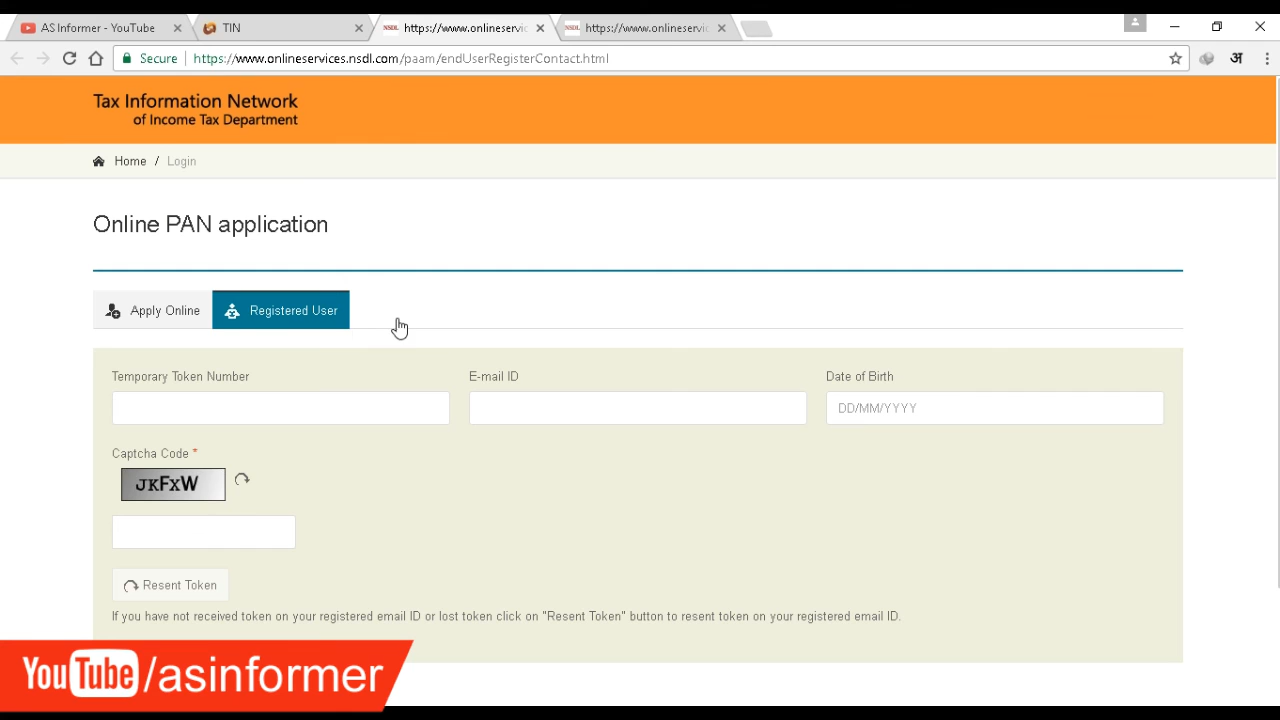 AS Informer - YouTube
TIN
NSDL https://www.onlineservic
NSDL https://www.onlineservic
Secure https://www.onlineservices.nsdl.com/paam/endUserRegisterContact.html
अ
Tax Information Network
of Income Tax Department
Home / Login
Online PAN application
Apply Online
Registered User
Temporary Token Number
E-mail ID
Date of Birth
DD/MM/YYYY
Captcha Code *
JKFxW
Resent Token
If you have not received token on your registered email ID or lost token click on "Resent Token" button to resent token on your registered email ID.
YouTube/asinformer